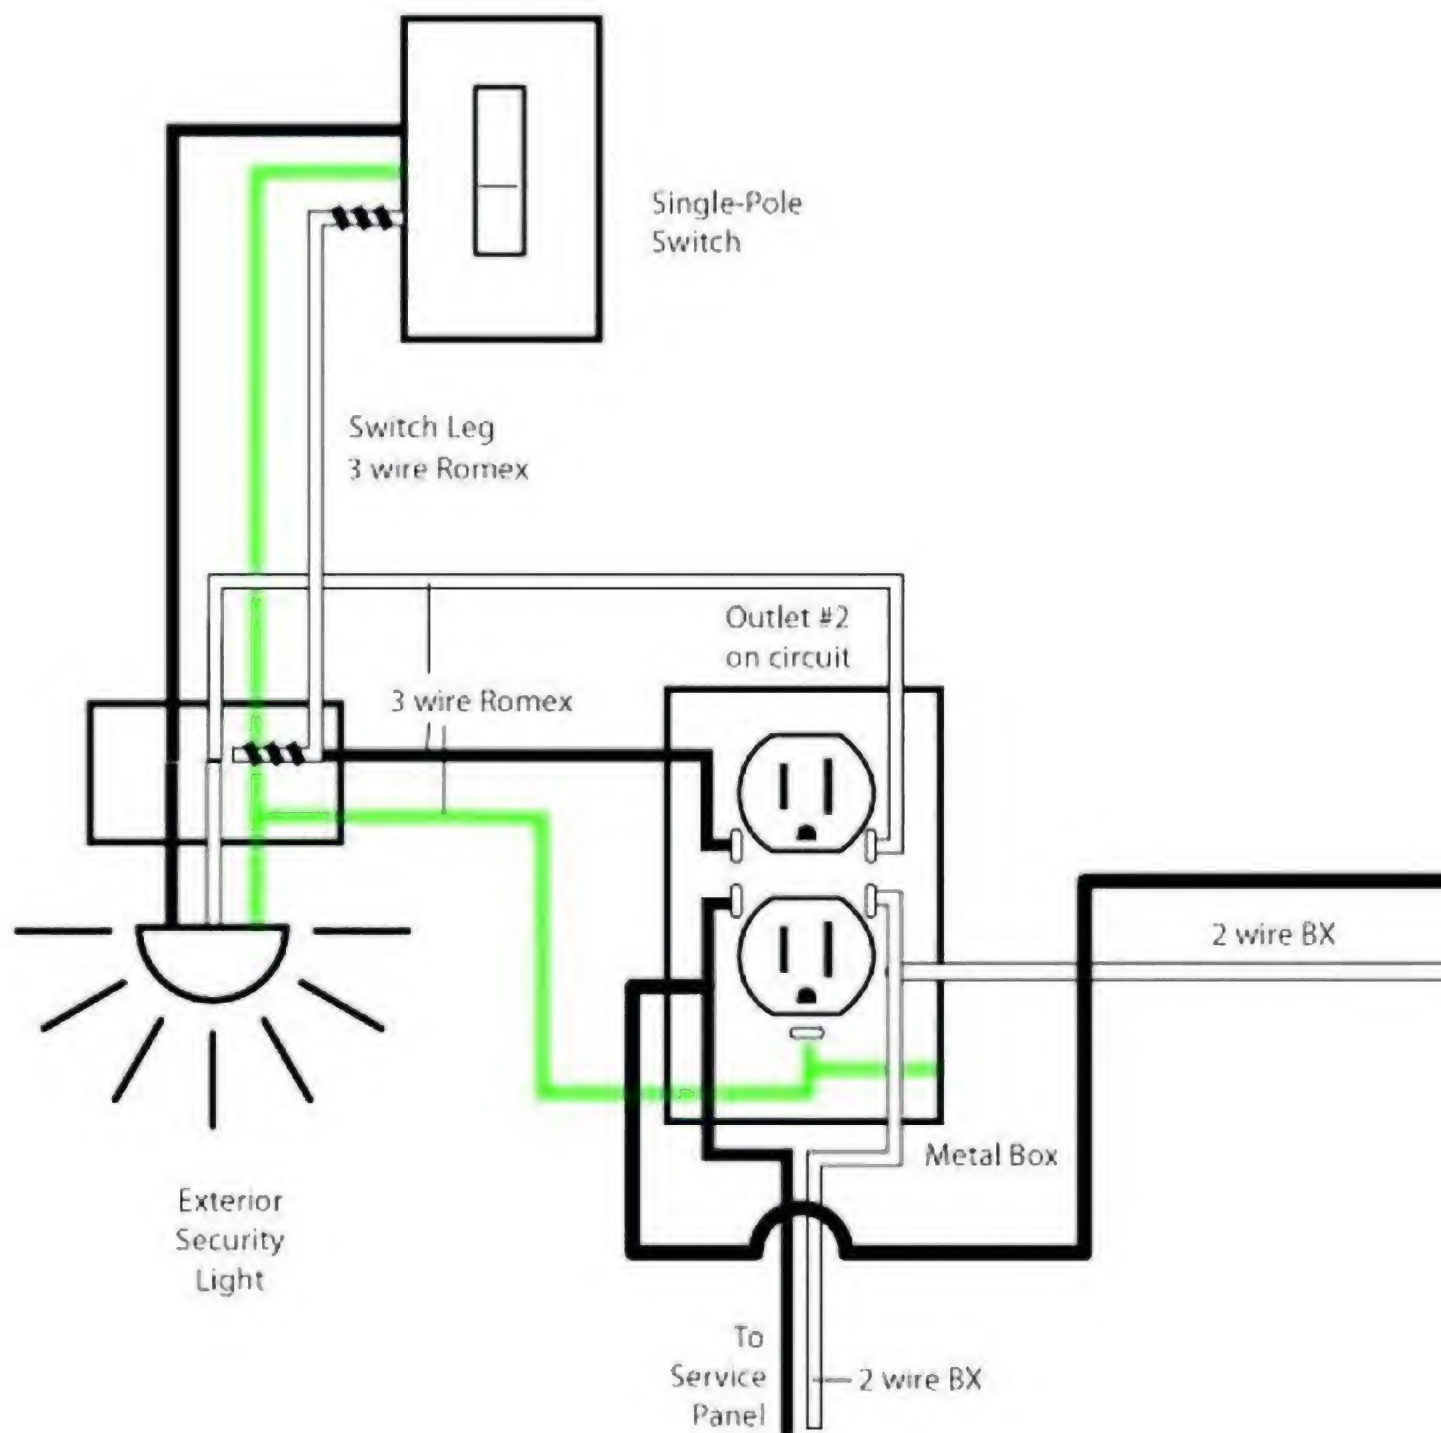 Single-Pole
Switch
Switch Leg
3 wire Romex
Outlet #2
on circuit
3 wire Romex
2 wire BX
Metal Box
Exterior
Security
Light
To
Service
Panel
2 wire BX